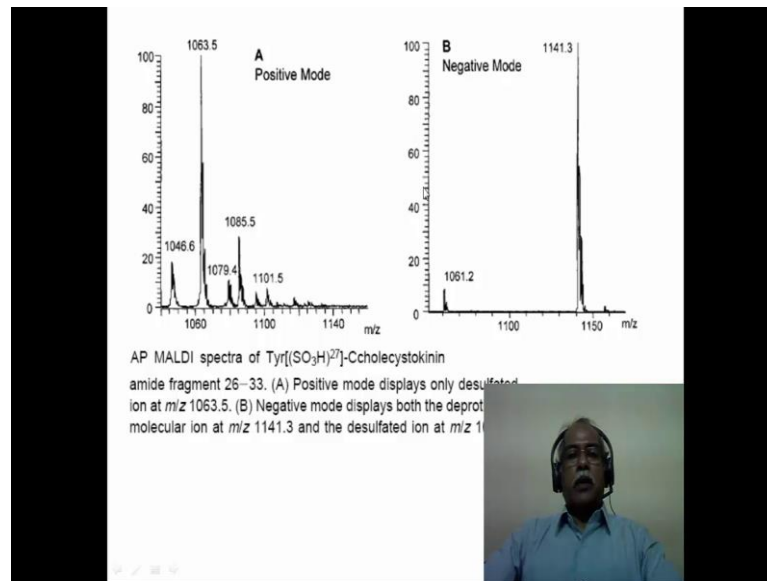 A
Positive Mode
100
80
60
40
20
0
1063.5
1046.6
1079.4
1085.5
1101.5
1060
1100
1140
m/z
B
Negative Mode
100
80
60
40
20
0
1141.3
1061.2
1100
1150
m/z
AP MALDI spectra of Tyr[(SO₃H)²⁷]-Ccholecystokinin
amide fragment 26–33. (A) Positive mode displays only
ion at m/z 1063.5. (B) Negative mode displays both the
molecular ion at m/z 1141.3 and the desulfated ion at m/z